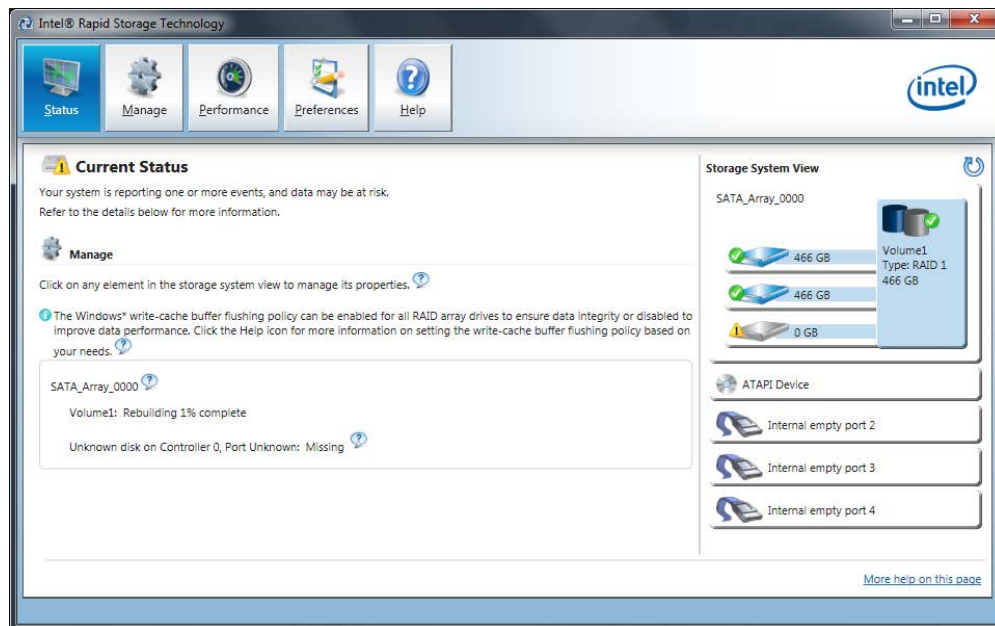 Intel® Rapid Storage Technology
Status
Manage
Performance
Preferences
Help
intel
Current Status
Your system is reporting one or more events, and data may be at risk.
Refer to the details below for more information.
Manage
Click on any element in the storage system view to manage its properties.
The Windows* write-cache buffer flushing policy can be enabled for all RAID array drives to ensure data integrity or disabled to
improve data performance. Click the Help icon for more information on setting the write-cache buffer flushing policy based on
your needs.
SATA_Array_0000
Volume1: Rebuilding 1% complete
Unknown disk on Controller 0, Port Unknown: Missing
Storage System View
SATA_Array_0000
466 GB
466 GB
0 GB
Volume1
Type: RAID 1
466 GB
ATAPI Device
Internal empty port 2
Internal empty port 3
Internal empty port 4
More help on this page